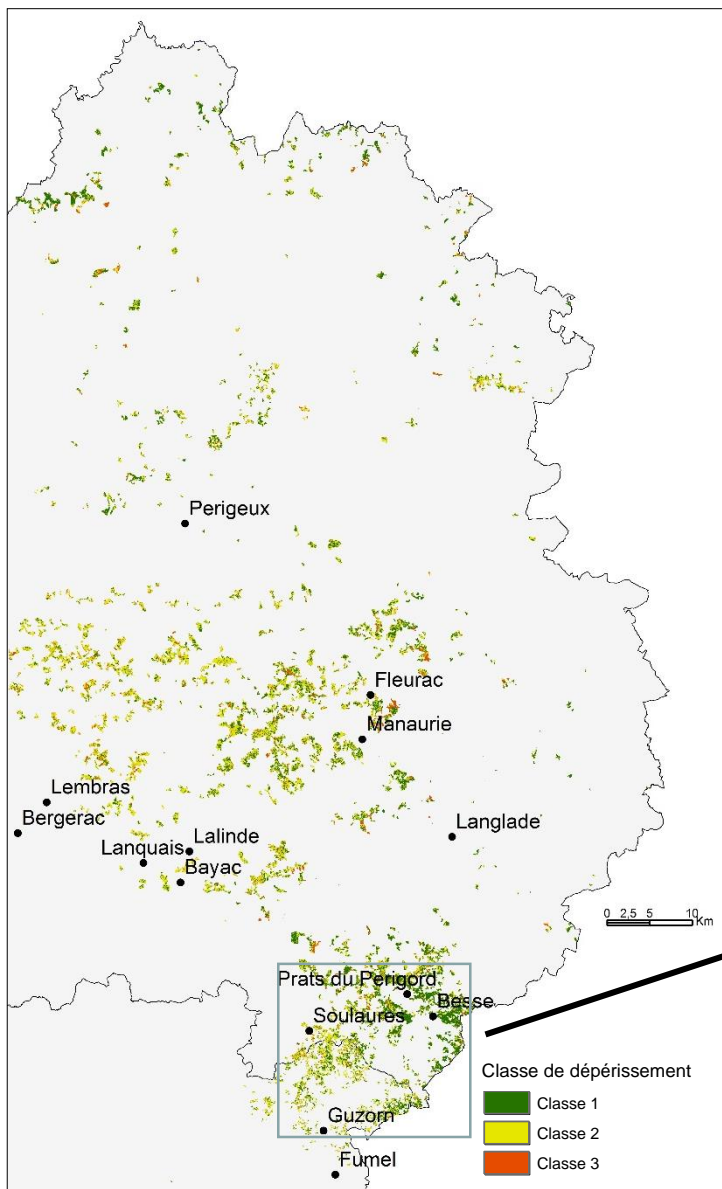 Perigeux
Fleurac
Manaurie
Lembras
Bergerac
Lalinde
Lanquais
Bayac
Langlade
0 2,5 5 10
Km
Prats du Perigord
Besse
Soulaures
Guzorn
Fumel
Classe de dépérissement
Classe 1
Classe 2
Classe 3